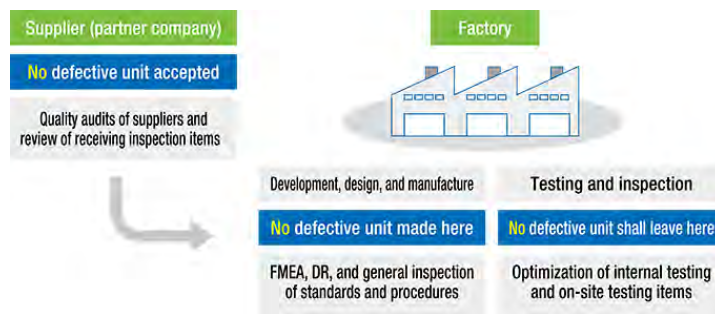 Supplier (partner company)
No defective unit accepted
Quality audits of suppliers and
review of receiving inspection items
Factory
Development, design, and manufacture
No defective unit made here
FMEA, DR, and general inspection
of standards and procedures
Testing and inspection
No defective unit shall leave here
Optimization of internal testing
and on-site testing items